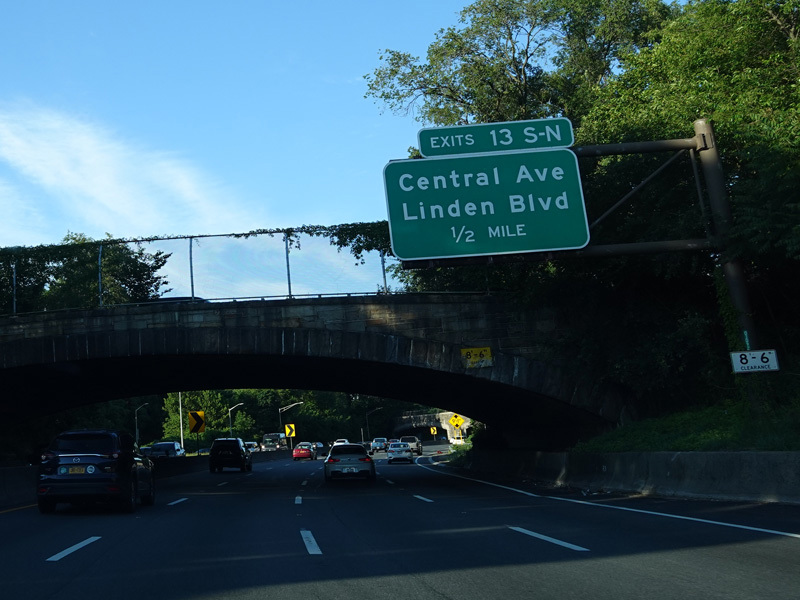 EXITS 13 S-N
Central Ave
Linden Blvd
1/2 MILE
8'-6"
8'-6"
CLEARANCE